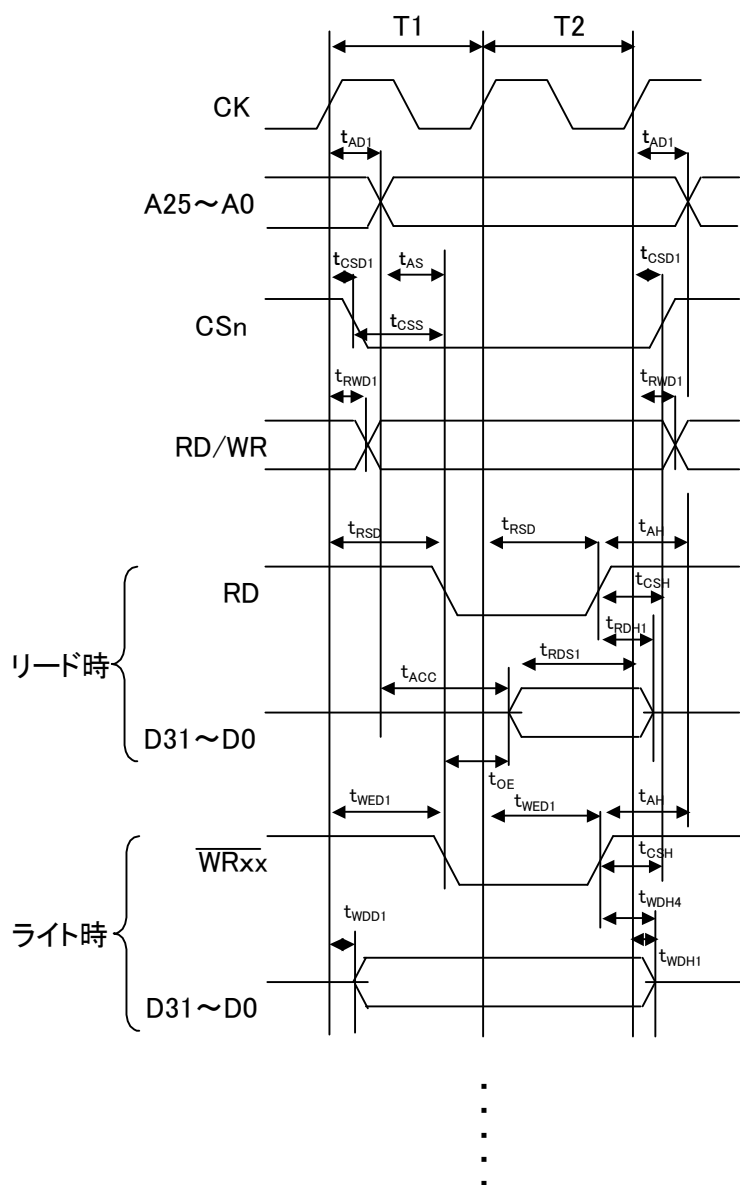 T1 T2
CK
tAD1 tAD1
A25～A0
tCSD1 tAS tCSD1
CSn
tCSS
tRWD1 tRWD1
RD/WR
tRSD tRSD tAH
RD
tCSH
tRDH1
リード時
tRDS1
tACC
D31～D0
tOE
tWED1 tWED1 tAH
WRxx
tCSH
tWDH4
ライト時
tWDD1
tWDH1
D31～D0